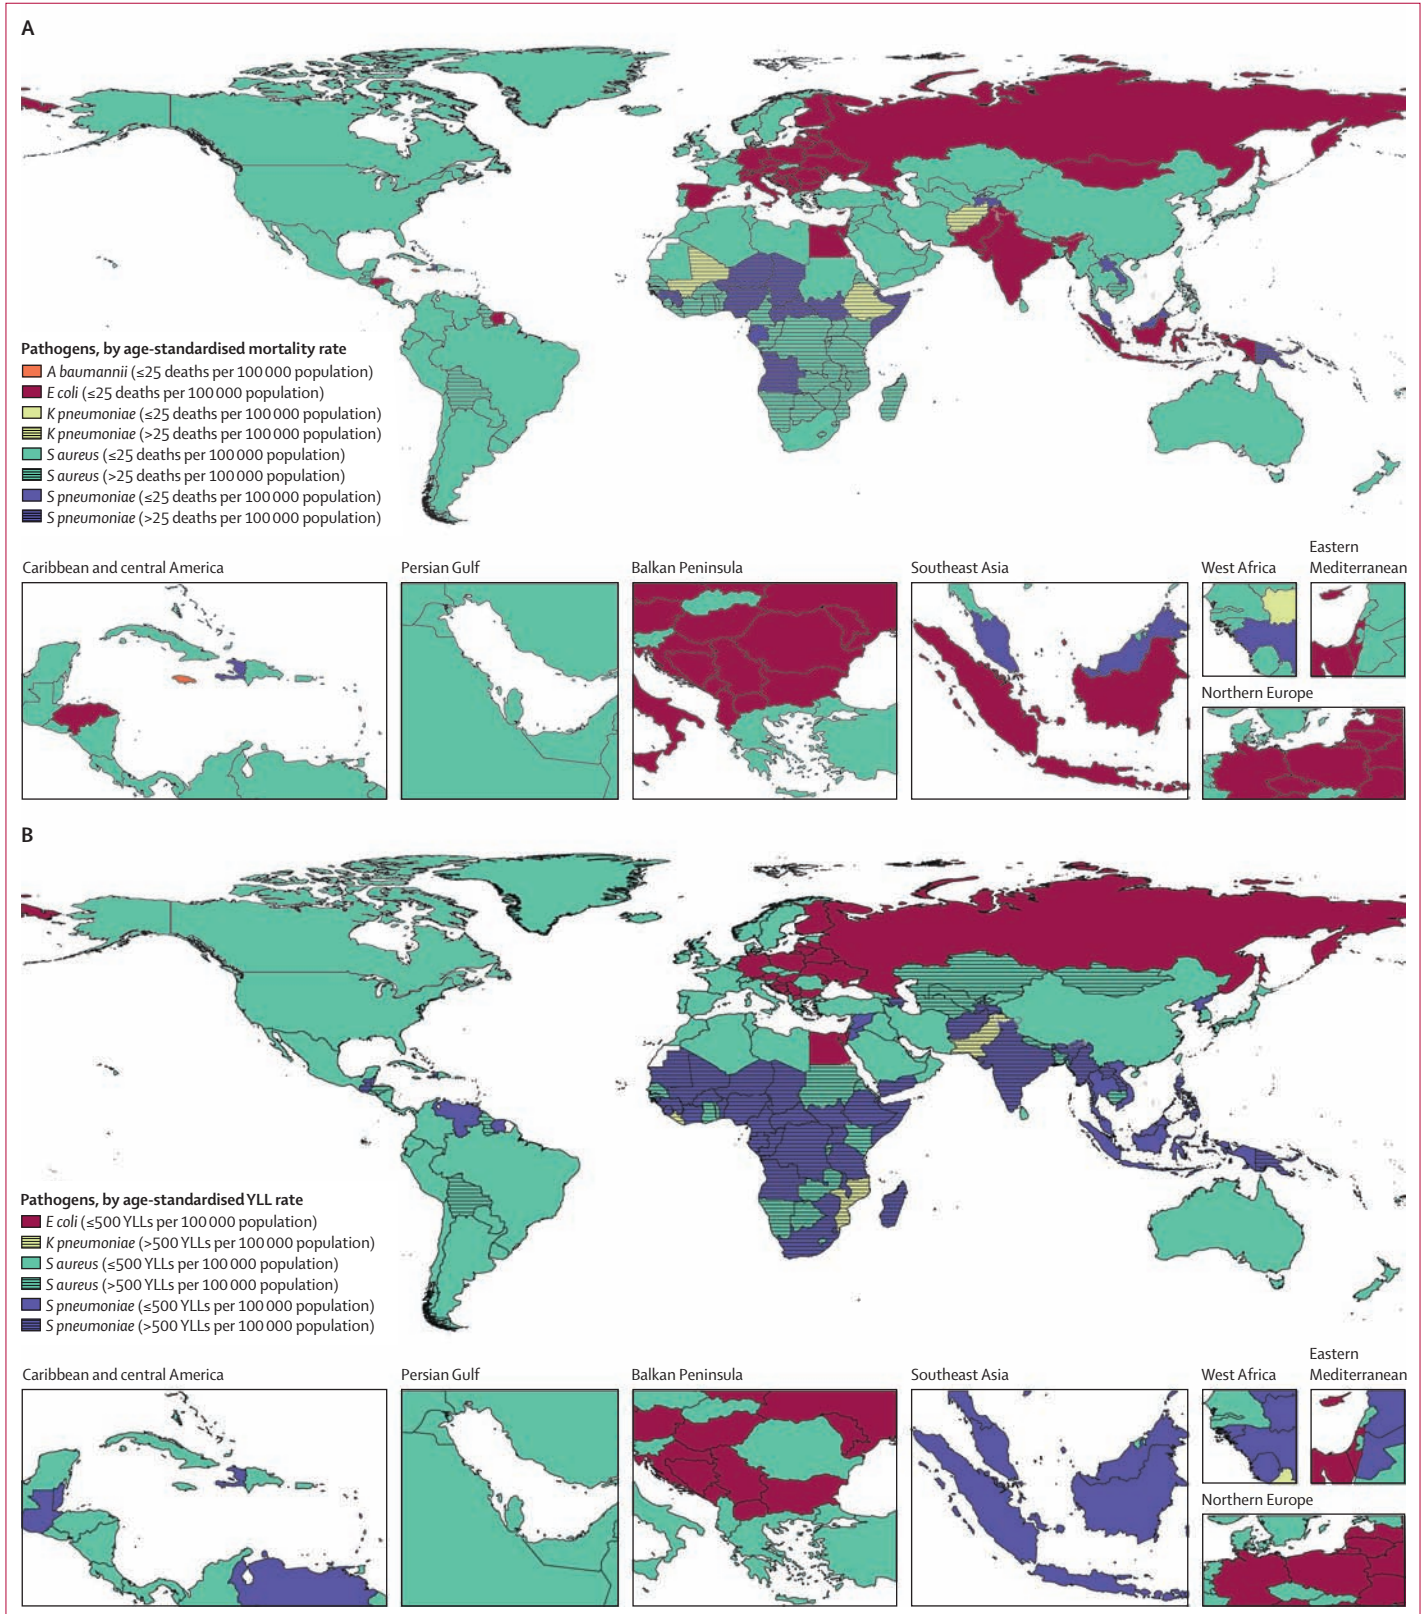 A
Pathogens, by age-standardised mortality rate
A baumannii (≤25 deaths per 100 000 population)
E coli (≤25 deaths per 100 000 population)
K pneumoniae (≤25 deaths per 100 000 population)
K pneumoniae (>25 deaths per 100 000 population)
S aureus (≤25 deaths per 100 000 population)
S aureus (>25 deaths per 100 000 population)
S pneumoniae (≤25 deaths per 100 000 population)
S pneumoniae (>25 deaths per 100 000 population)
Caribbean and central America
Persian Gulf
Balkan Peninsula
Southeast Asia
West Africa
Eastern
Mediterranean
Northern Europe
B
Pathogens, by age-standardised YLL rate
E coli (≤500 YLLs per 100 000 population)
K pneumoniae (>500 YLLs per 100 000 population)
S aureus (≤500 YLLs per 100 000 population)
S aureus (>500 YLLs per 100 000 population)
S pneumoniae (≤500 YLLs per 100 000 population)
S pneumoniae (>500 YLLs per 100 000 population)
Caribbean and central America
Persian Gulf
Balkan Peninsula
Southeast Asia
West Africa
Eastern
Mediterranean
Northern Europe